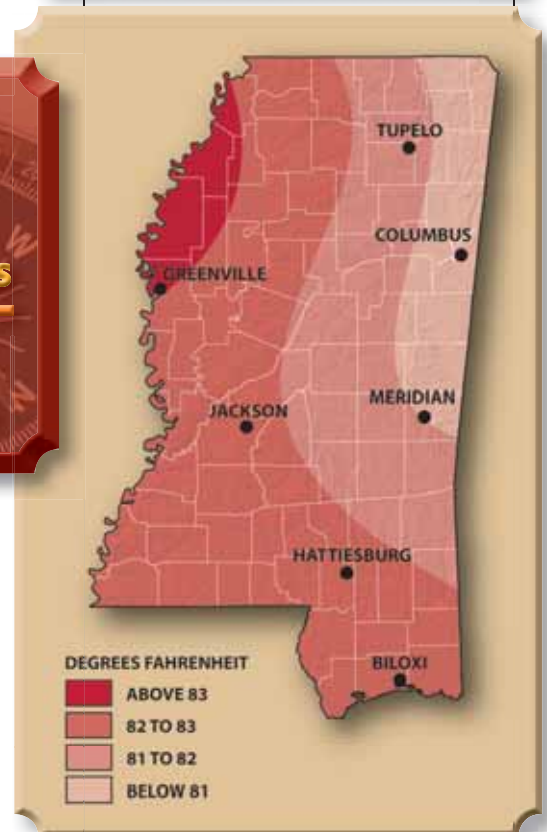 TUPELO
COLUMBUS
GREENVILLE
MERIDIAN
JACKSON
HATTIESBURG
BILOXI
DEGREES FAHRENHEIT
ABOVE 83
82 TO 83
81 TO 82
BELOW 81